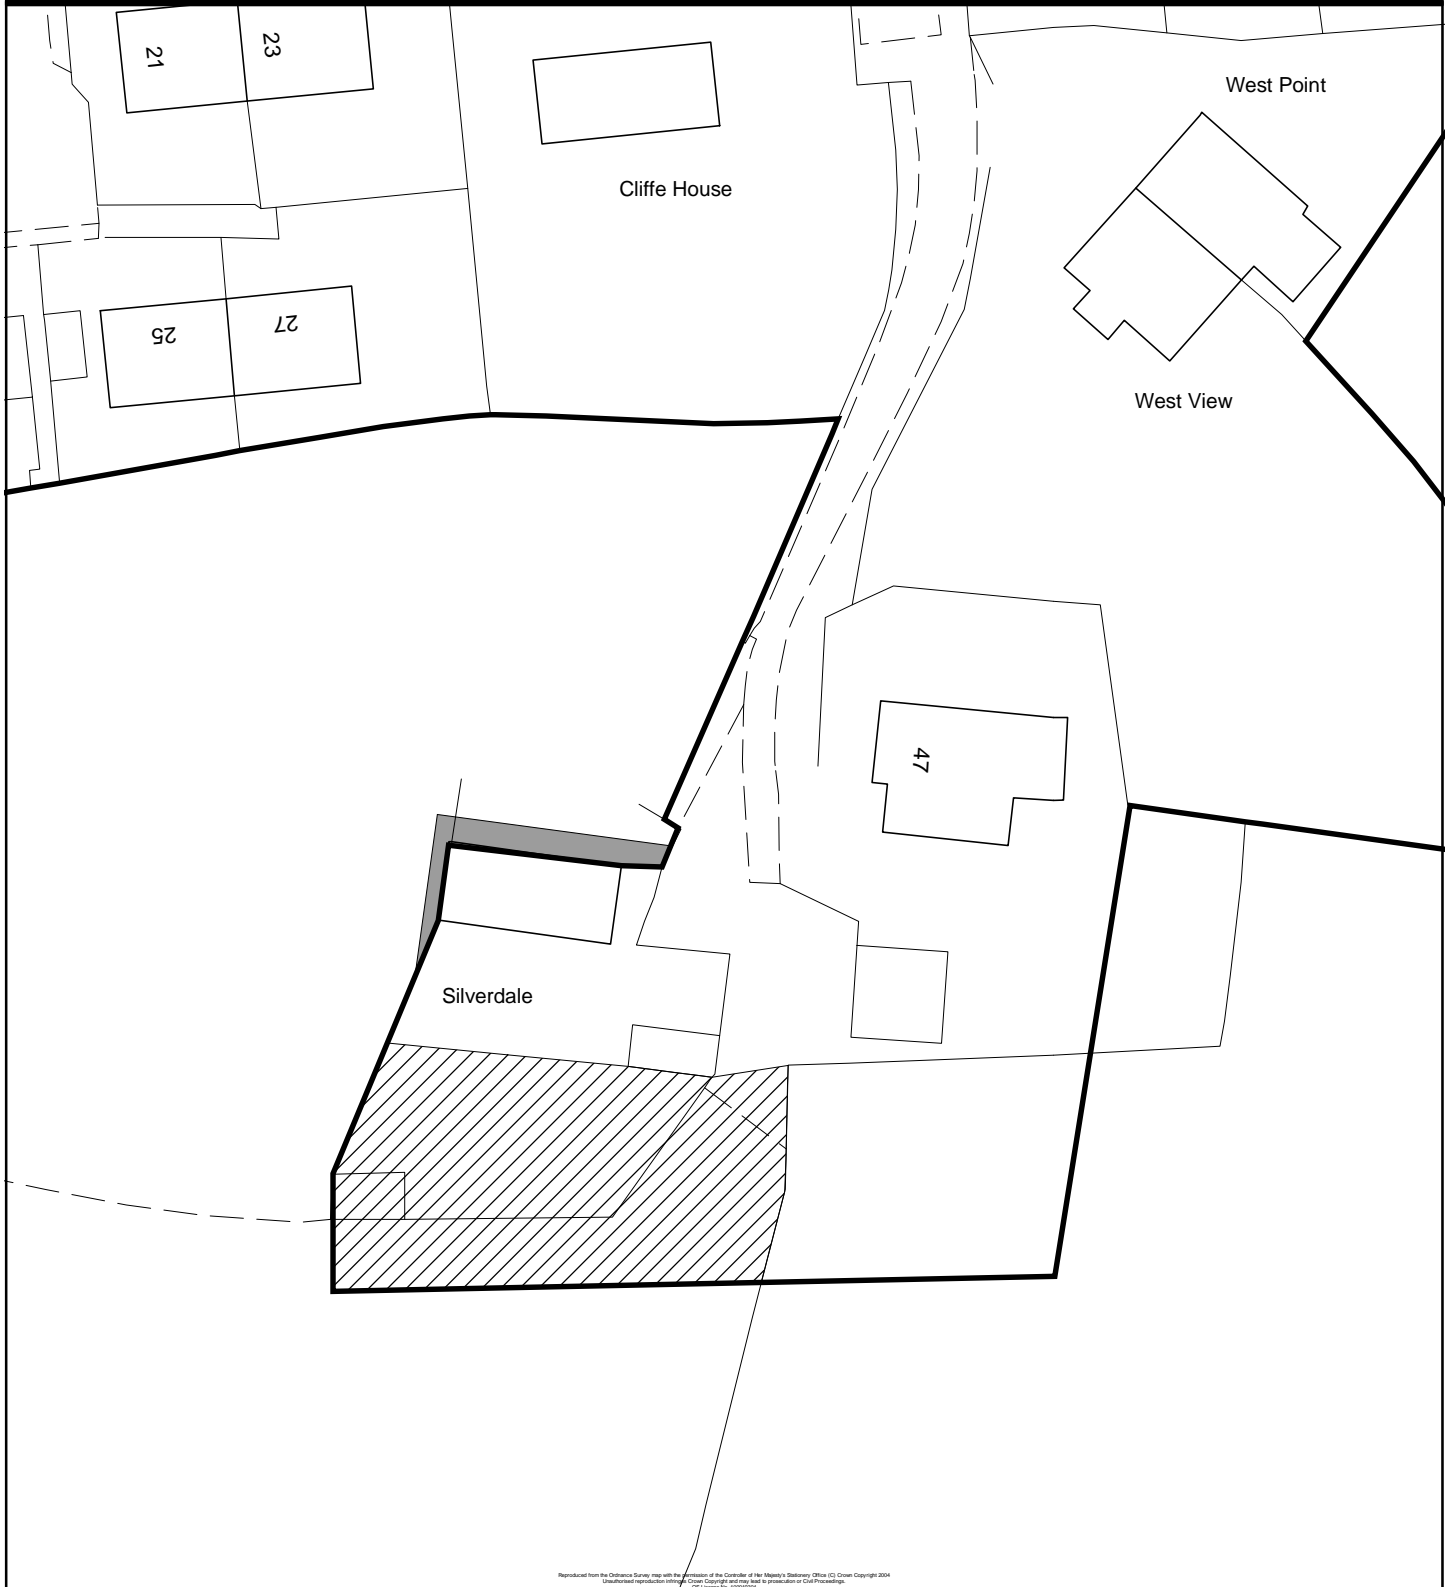 21
23
West Point
Cliffe House
25
27
West View
47
Silverdale
Reproduced from the Ordnance Survey map with the permission of the Controller of Her Majesty's Stationery Office (C) Crown Copyright 2004
Unauthorised reproduction infringes Crown Copyright and may lead to prosecution or Civil Proceedings.